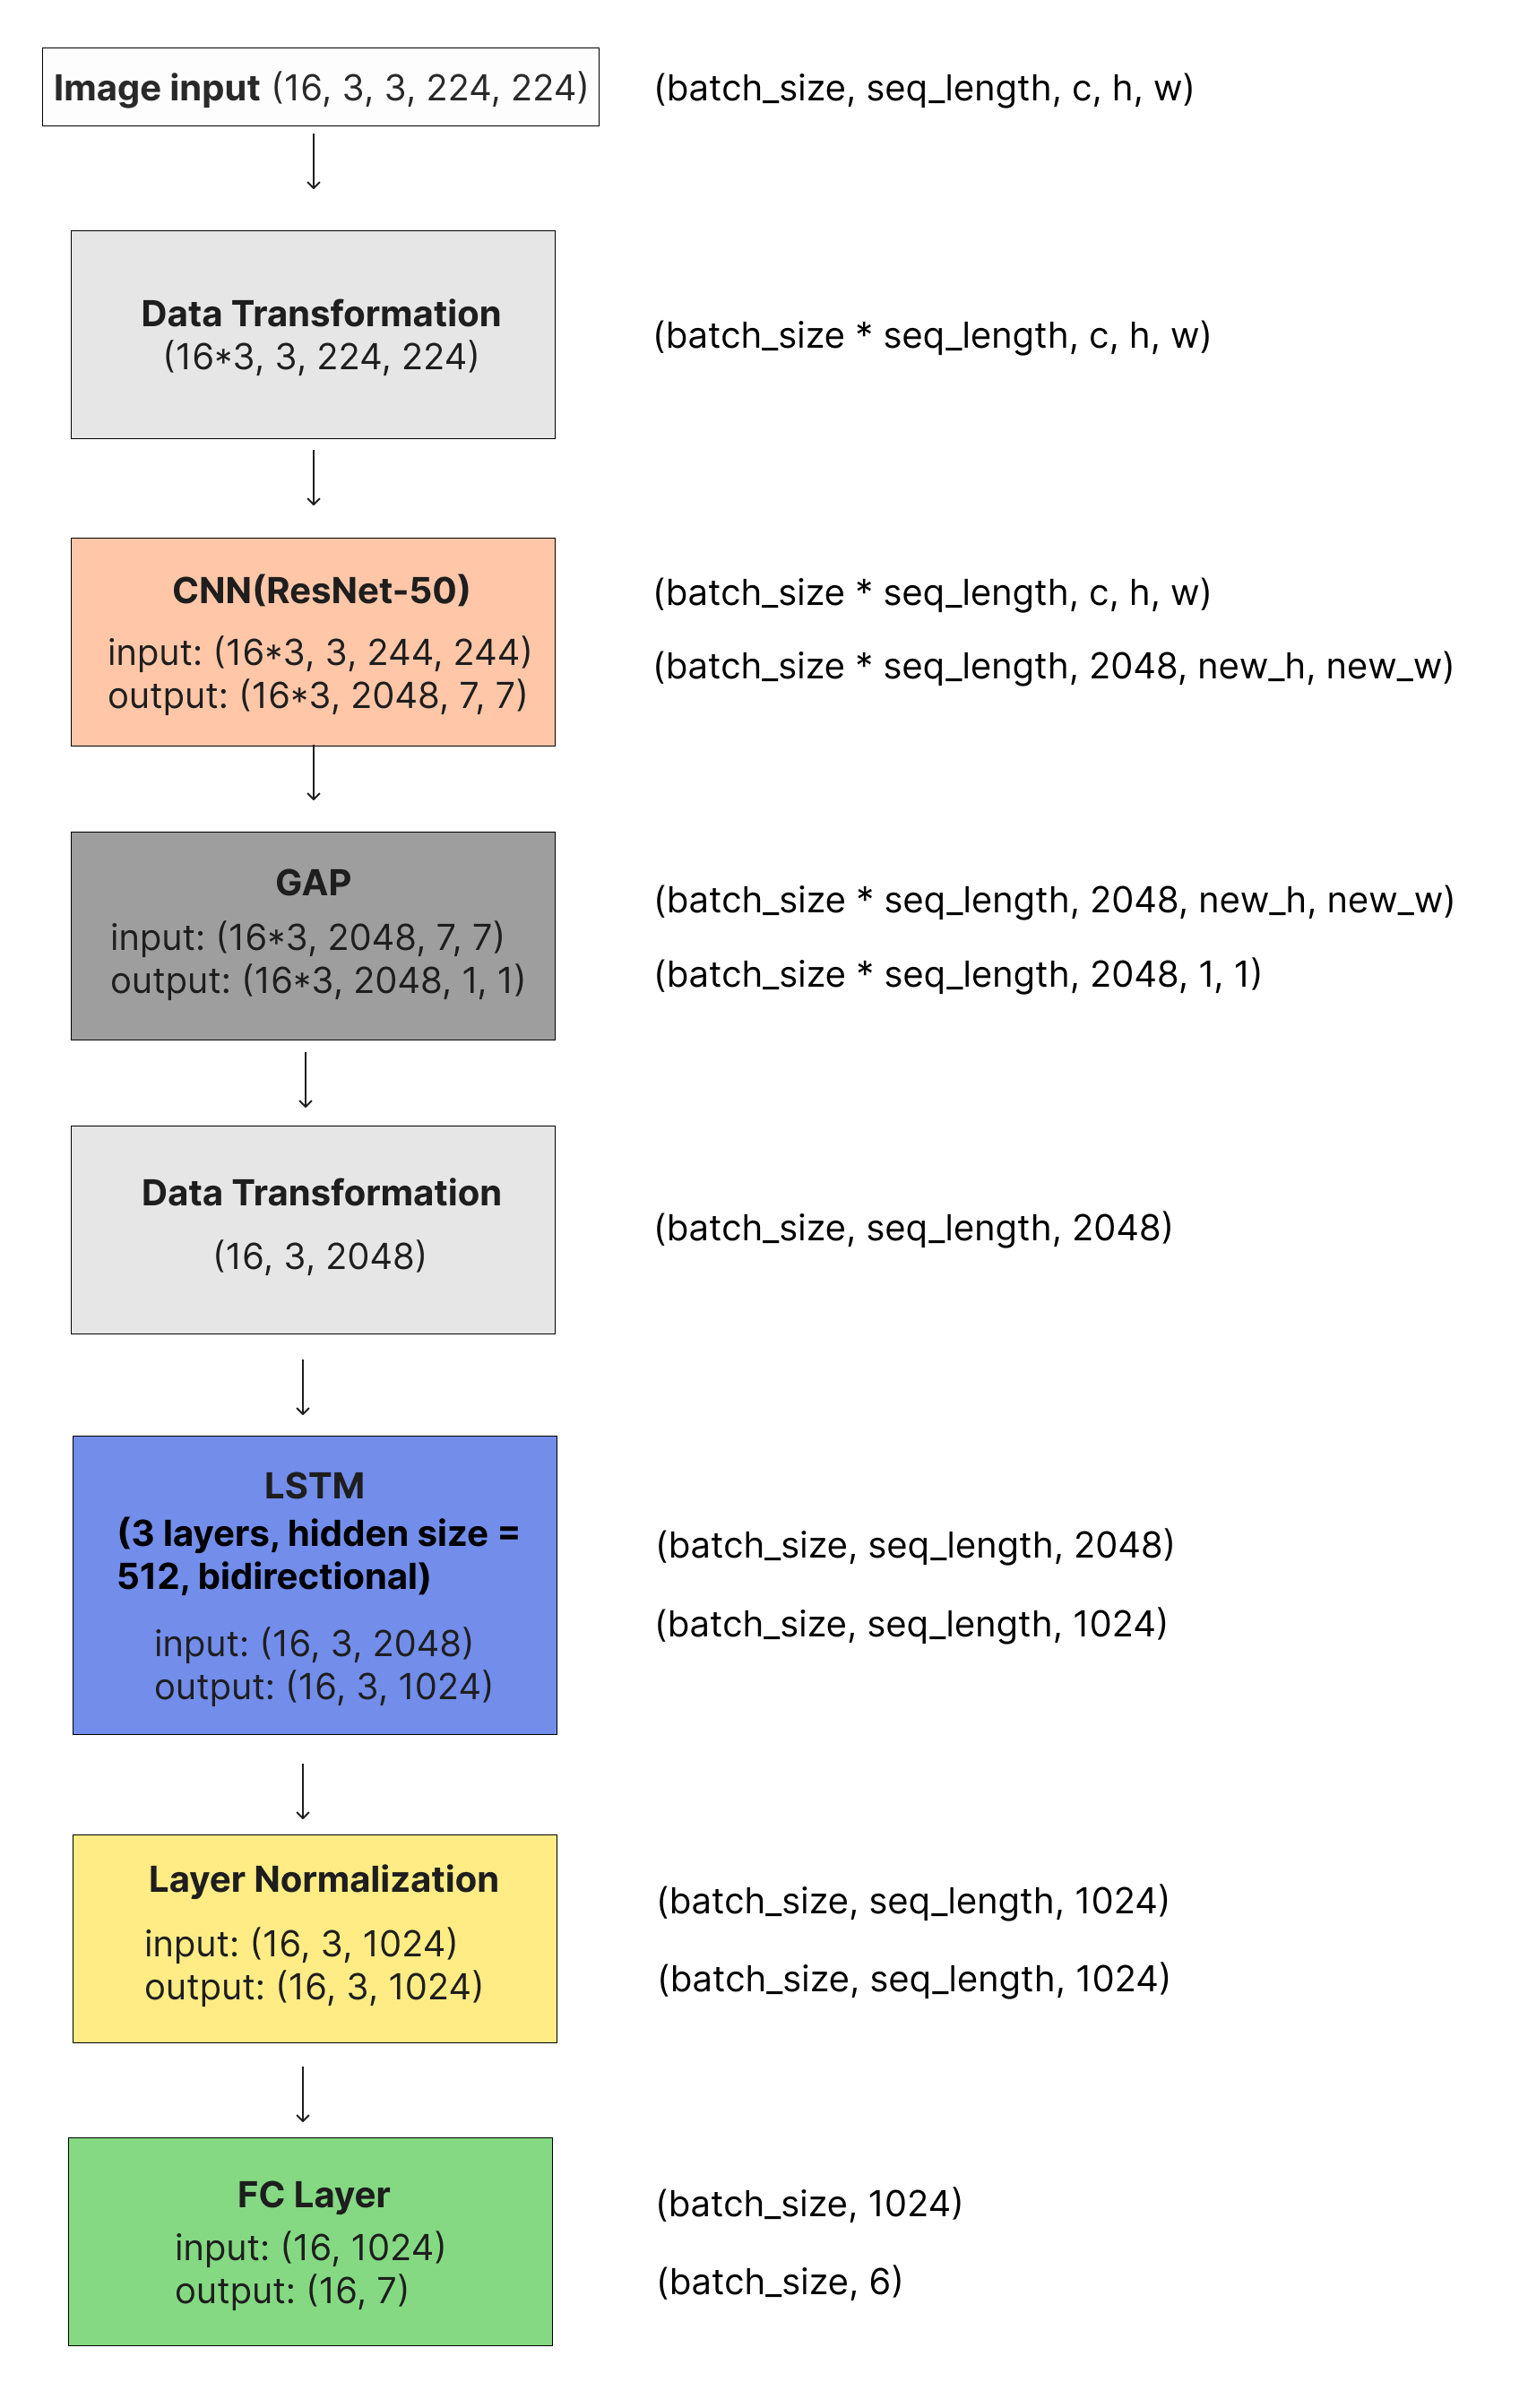 Image input (16, 3, 3, 224, 224)
(batch_size, seq_length, c, h, w)
Data Transformation
(16*3, 3, 224, 224)
(batch_size * seq_length, c, h, w)
CNN(ResNet-50)
input: (16*3, 3, 244, 244)
output: (16*3, 2048, 7, 7)
(batch_size * seq_length, c, h, w)
(batch_size * seq_length, 2048, new_h, new_w)
GAP
input: (16*3, 2048, 7, 7)
output: (16*3, 2048, 1, 1)
(batch_size * seq_length, 2048, new_h, new_w)
(batch_size * seq_length, 2048, 1, 1)
Data Transformation
(16, 3, 2048)
(batch_size, seq_length, 2048)
LSTM
(3 layers, hidden size =
512, bidirectional)
input: (16, 3, 2048)
output: (16, 3, 1024)
(batch_size, seq_length, 2048)
(batch_size, seq_length, 1024)
Layer Normalization
input: (16, 3, 1024)
output: (16, 3, 1024)
(batch_size, seq_length, 1024)
(batch_size, seq_length, 1024)
FC Layer
input: (16, 1024)
output: (16, 7)
(batch_size, 1024)
(batch_size, 6)